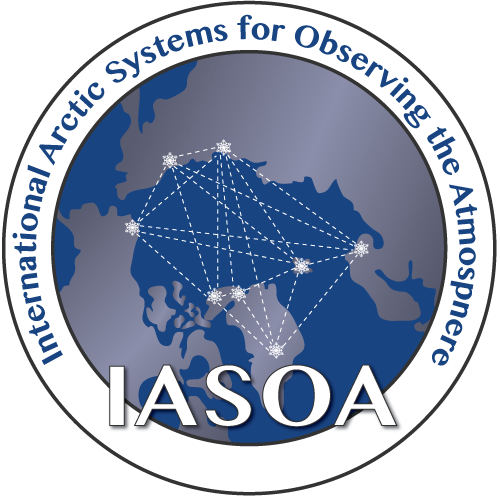 International Arctic Systems for Observing the Atmosphere
IASOA